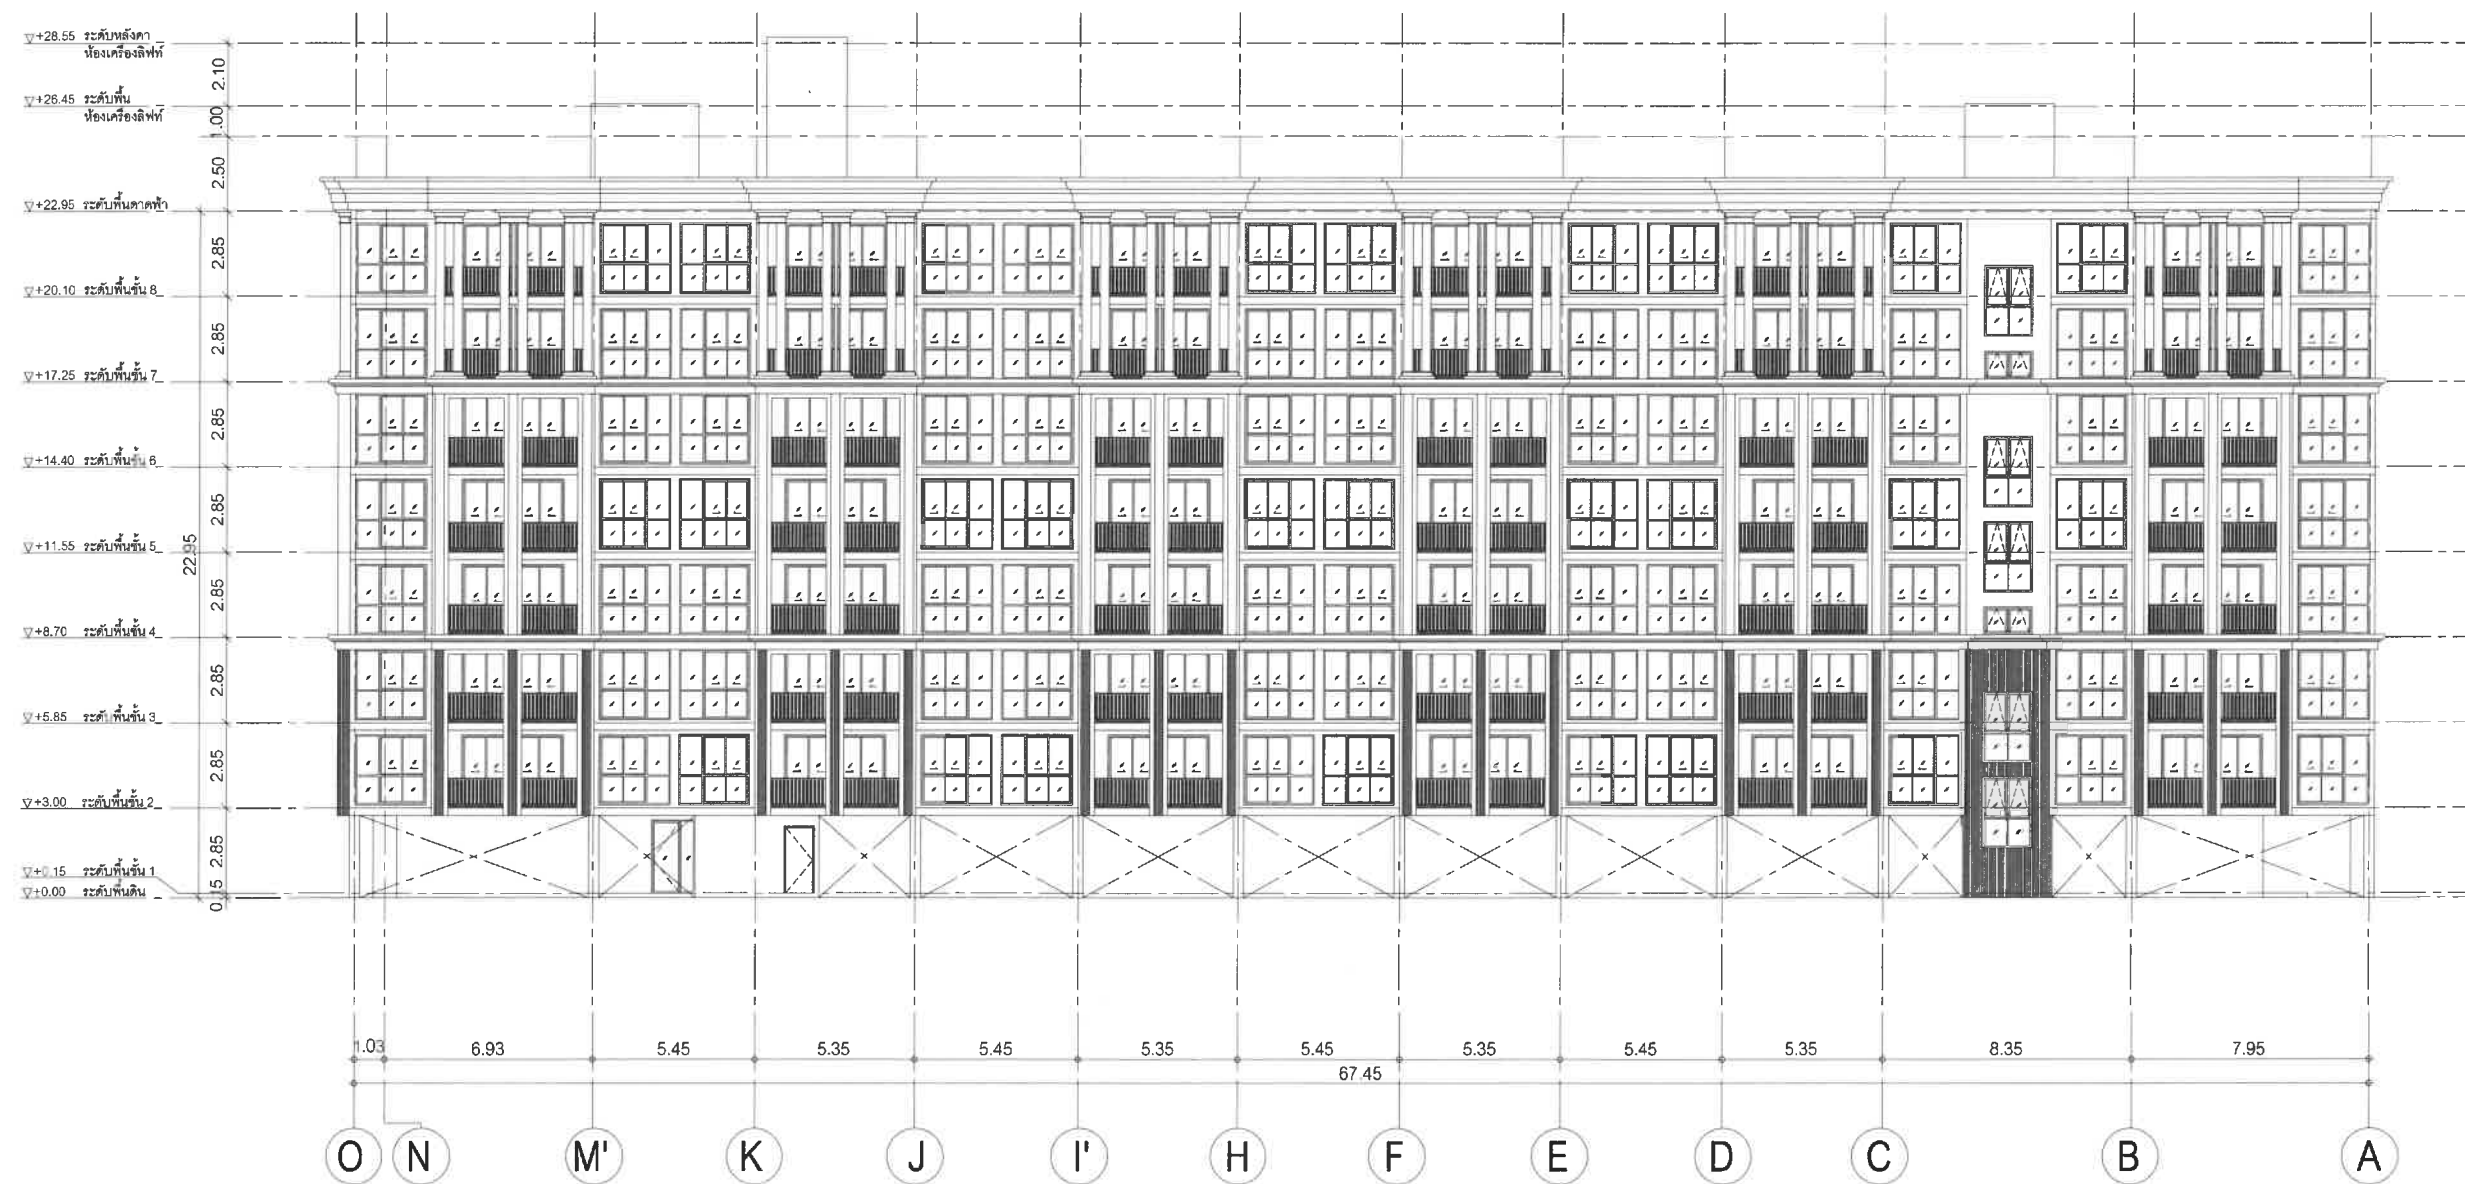 ▽+28.55 ระดับหลังคา
ห้องเครื่องลิฟท์
2.10
▽+26.45 ระดับพื้น
ห้องเครื่องลิฟท์
1.00
2.50
▽+22.95 ระดับพื้นดาดฟ้า
2.85
▽+20.10 ระดับพื้นชั้น 8
2.85
▽+17.25 ระดับพื้นชั้น 7
2.85
▽+14.40 ระดับพื้นชั้น 6
2.85
▽+11.55 ระดับพื้นชั้น 5
22.95
2.85
▽+8.70 ระดับพื้นชั้น 4
2.85
▽+5.85 ระดับพื้นชั้น 3
2.85
▽+3.00 ระดับพื้นชั้น 2
2.85
▽+0.15 ระดับพื้นชั้น 1
▽±0.00 ระดับพื้นดิน
0.15
1.03 6.93 5.45 5.35 5.45 5.35 5.45 5.35 5.45 5.35 8.35 7.95
67.45
O N M' K J I' H F E D C B A